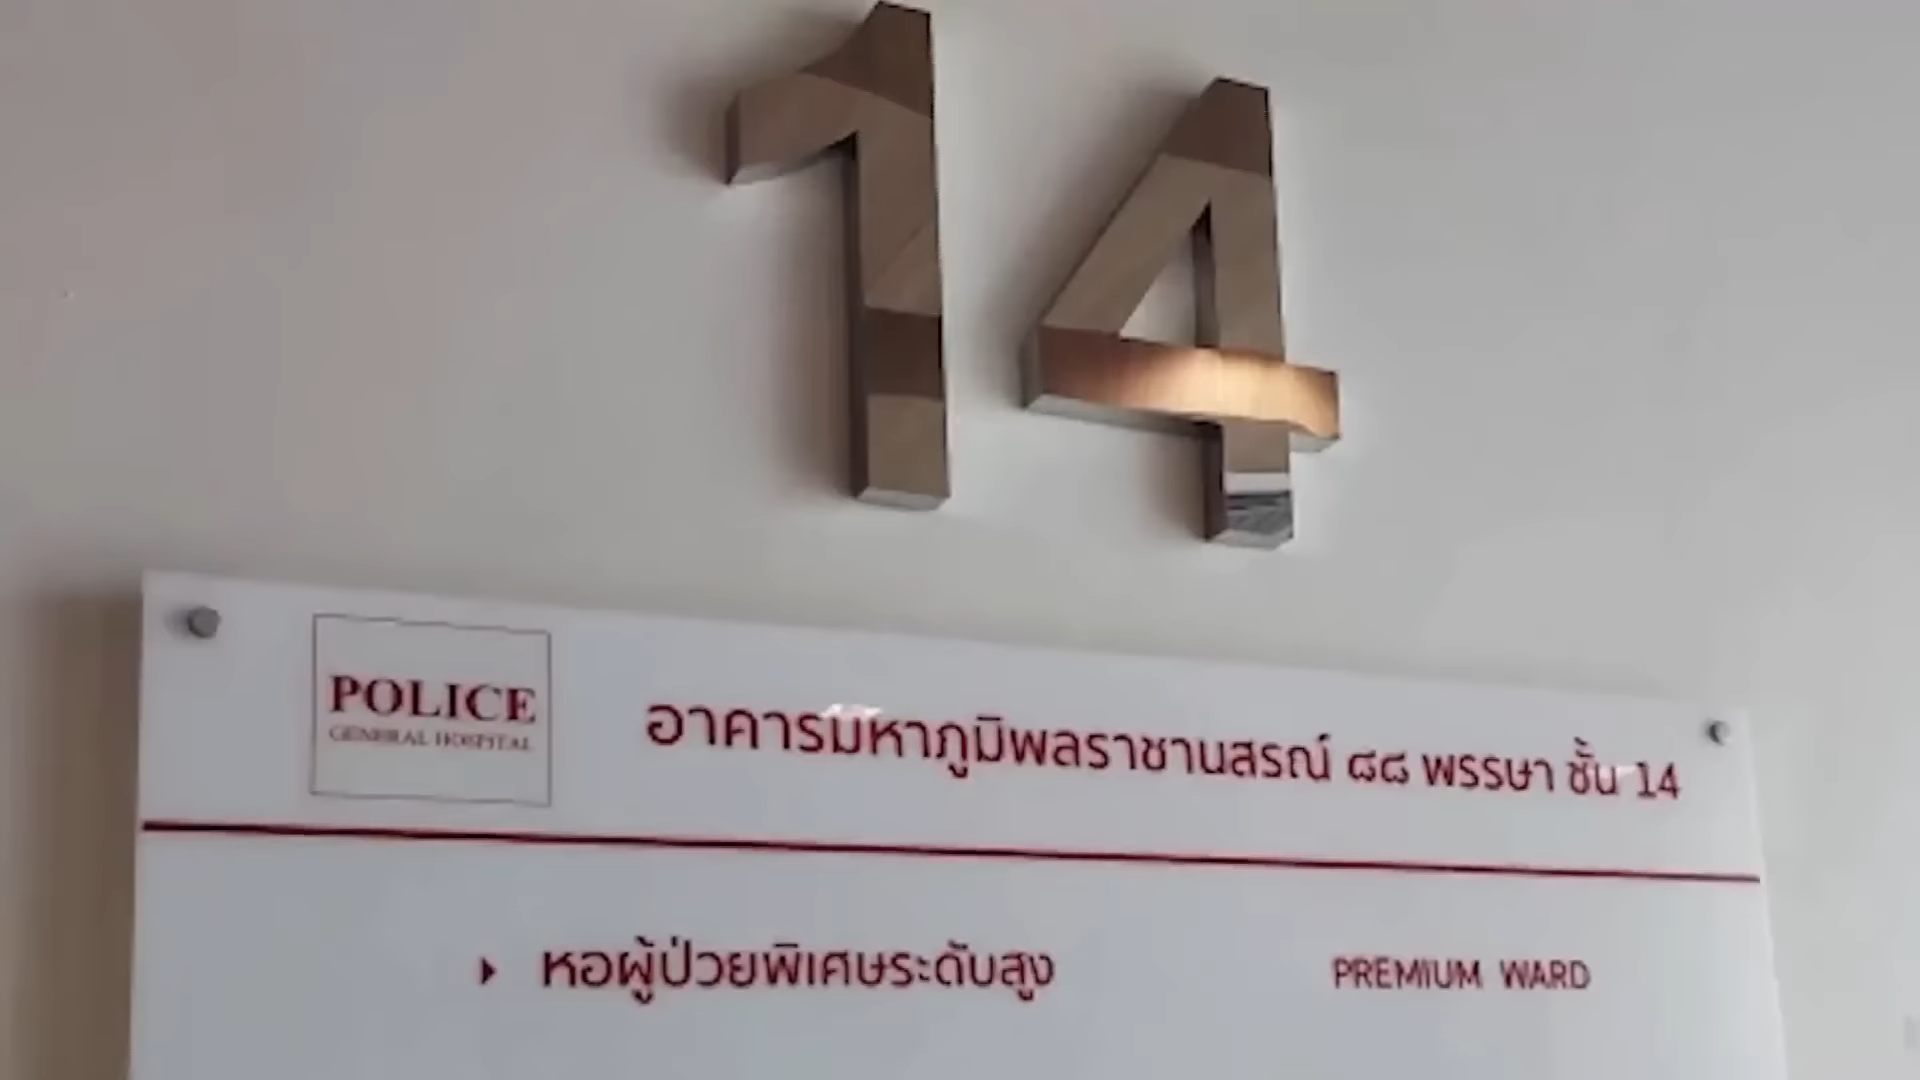 14
POLICE
GENERAL HOSPITAL
อาคารมหาภูมิพลราชานุสรณ์ ๘๘ พรรษา ชั้น 14
หอผู้ป่วยพิเศษระดับสูง PREMIUM WARD